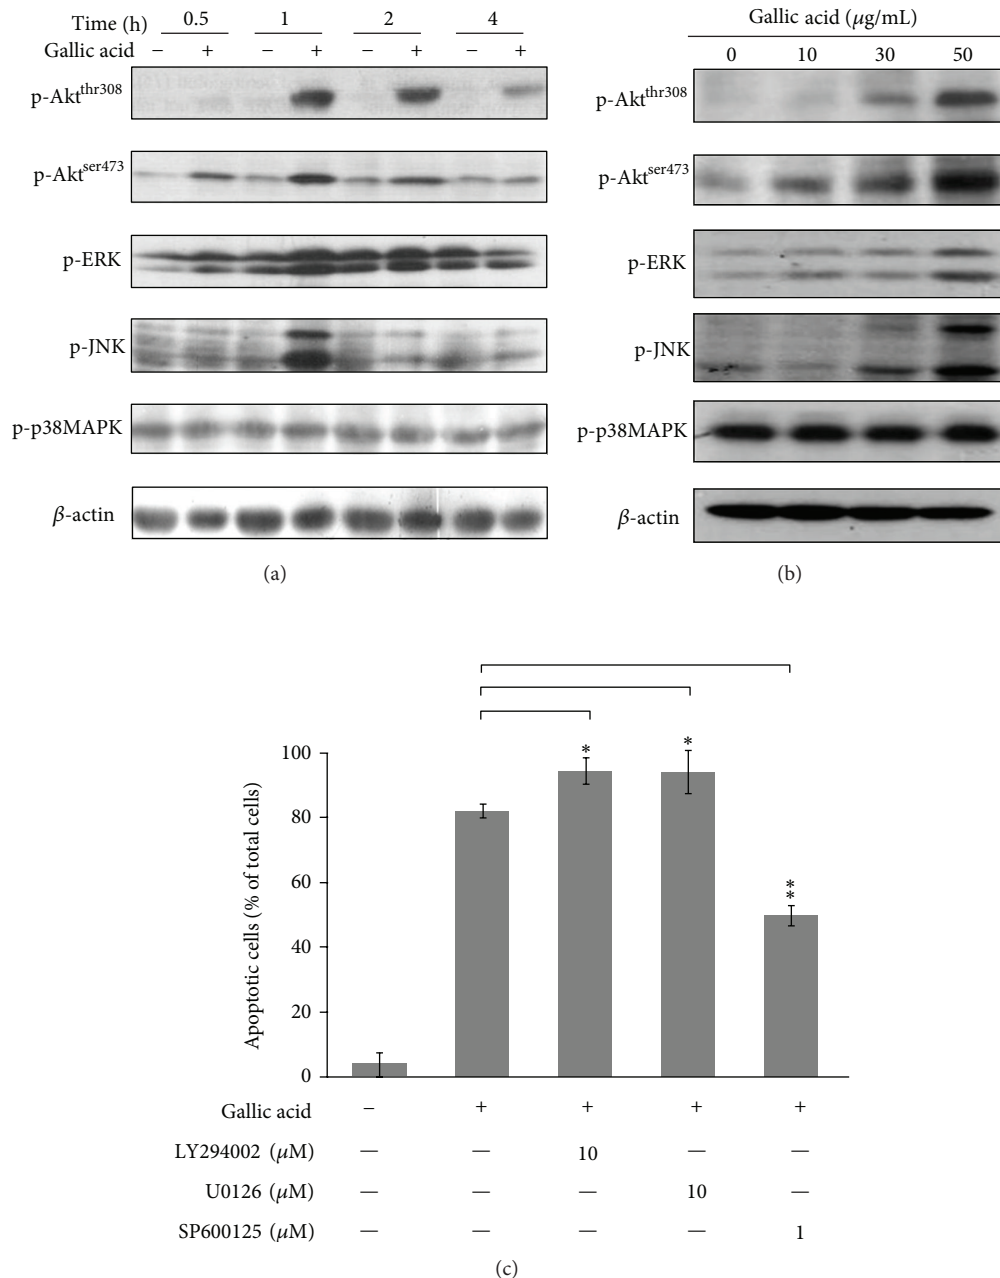 Time (h) 0.5 1 2 4
Gallic acid − + − + − + − +
p-Akt^thr308
p-Akt^ser473
p-ERK
p-JNK
p-p38MAPK
β-actin
(a)
Gallic acid (μg/mL)
0 10 30 50
p-Akt^thr308
p-Akt^ser473
p-ERK
p-JNK
p-p38MAPK
β-actin
(b)
Apoptotic cells (% of total cells)
100
80
60
40
20
0
* * **
Gallic acid − + + + +
LY294002 (μM) — — 10 — —
U0126 (μM) — — — 10 —
SP600125 (μM) — — — — 1
(c)